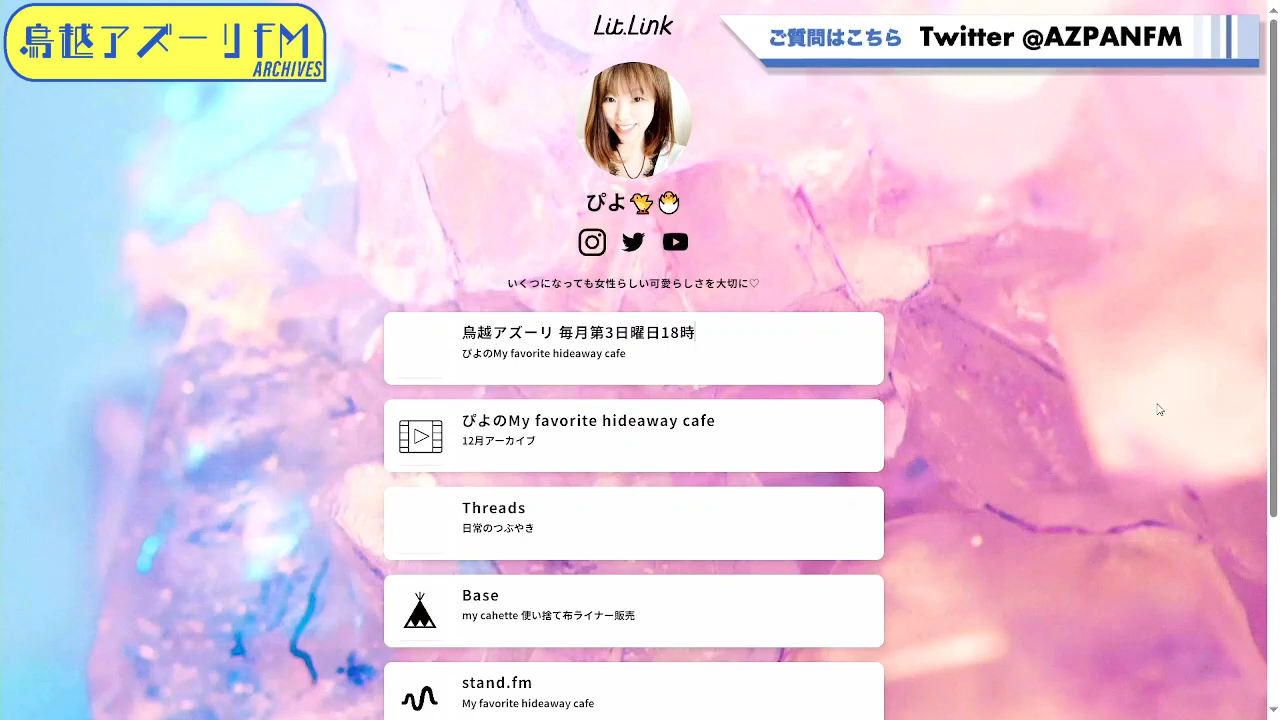 鳥越アズーリFM
ARCHIVES
Lit.Link
ご質問はこちら Twitter @AZPANFM
ぴよ🐤🐣
いくつになっても女性らしい可愛らしさを大切に♡
鳥越アズーリ 毎月第3日曜日18時
ぴよのMy favorite hideaway cafe
ぴよのMy favorite hideaway cafe
12月アーカイブ
Threads
日常のつぶやき
Base
my cahette 使い捨て布ライナー販売
stand.fm
My favorite hideaway cafe